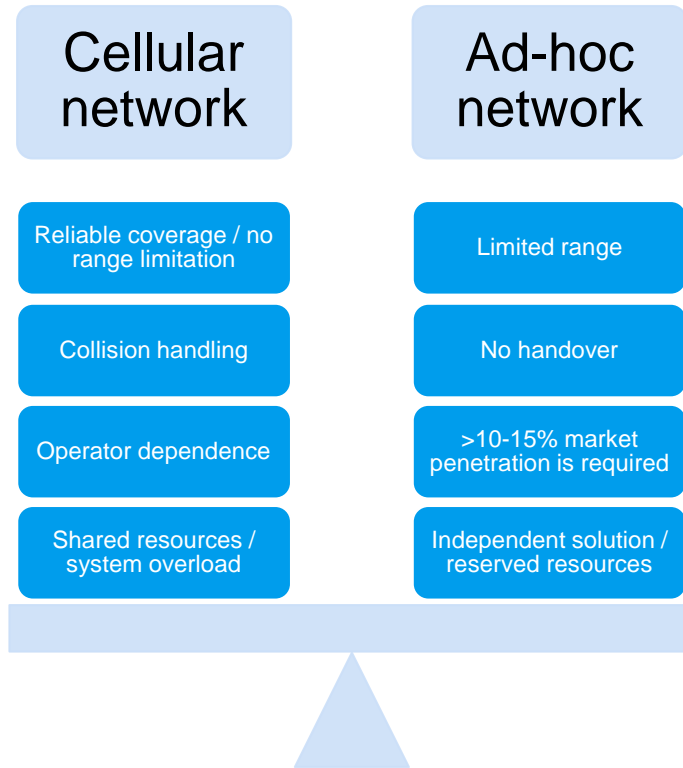 Cellular
network
Reliable coverage / no
range limitation
Collision handling
Operator dependence
Shared resources /
system overload
Ad-hoc
network
Limited range
No handover
>10-15% market
penetration is required
Independent solution /
reserved resources